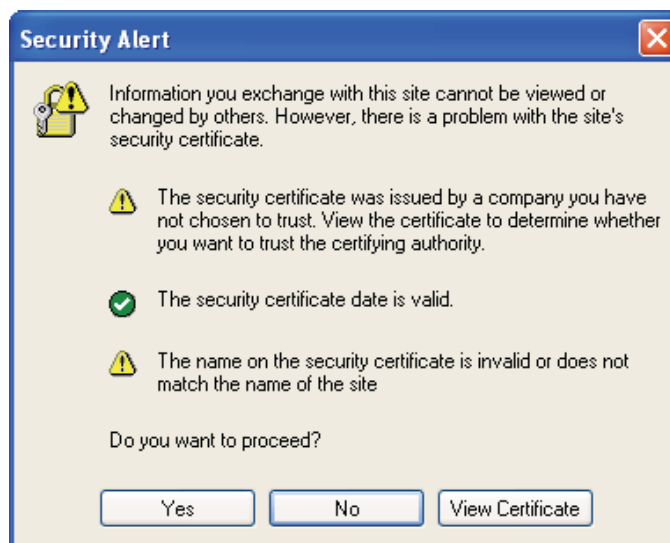 Security Alert
Information you exchange with this site cannot be viewed or
changed by others. However, there is a problem with the site's
security certificate.
The security certificate was issued by a company you have
not chosen to trust. View the certificate to determine whether
you want to trust the certifying authority.
The security certificate date is valid.
The name on the security certificate is invalid or does not
match the name of the site
Do you want to proceed?
Yes No View Certificate